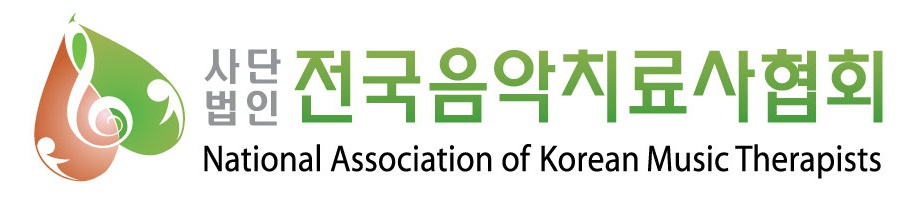 사단
법인
전국음악치료사협회
National Association of Korean Music Therapists